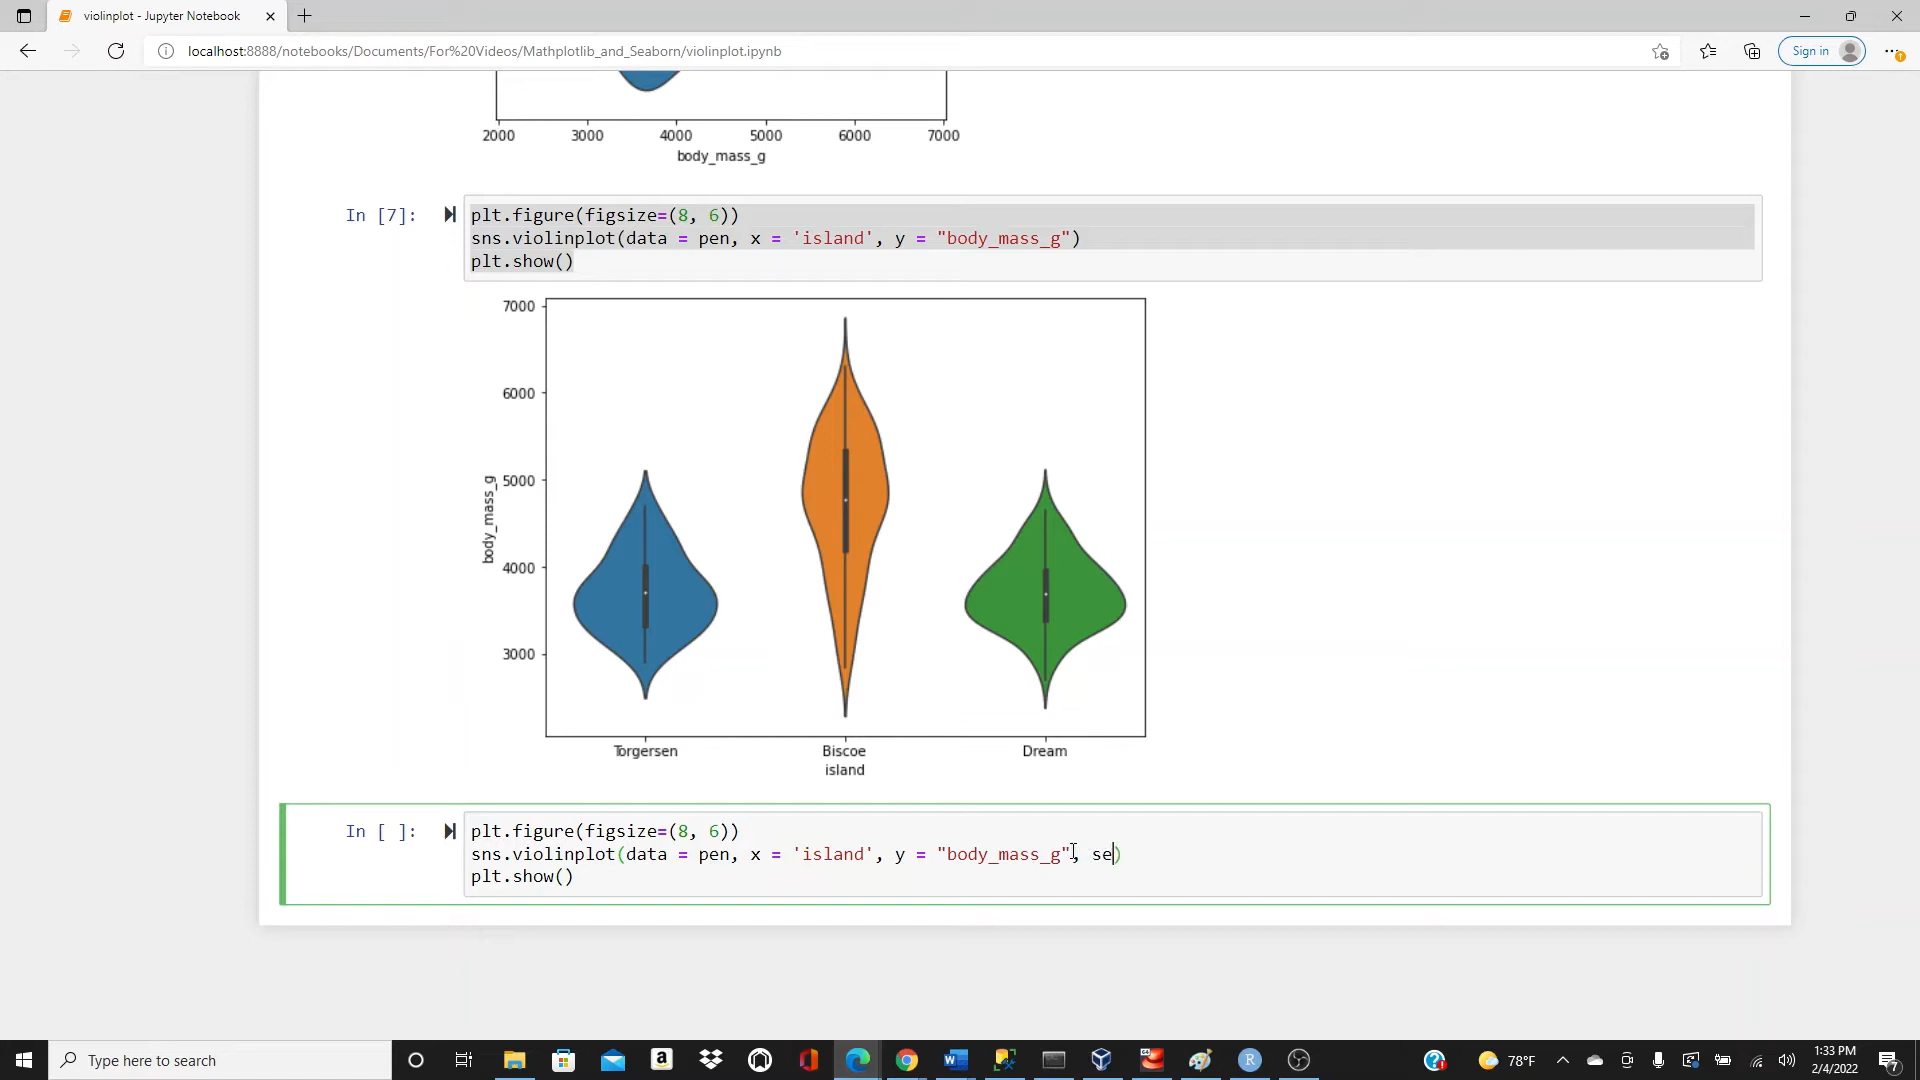 violinplot - Jupyter Notebook
localhost:8888/notebooks/Documents/For%20Videos/Mathplotlib_and_Seaborn/violinplot.ipynb
Sign in
2000 3000 4000 5000 6000 7000
body_mass_g
In [7]:
plt.figure(figsize=(8, 6))
sns.violinplot(data = pen, x = 'island', y = "body_mass_g")
plt.show()
7000
6000
5000
4000
3000
body_mass_g
Torgersen Biscoe Dream
island
In [ ]:
plt.figure(figsize=(8, 6))
sns.violinplot(data = pen, x = 'island', y = "body_mass_g", se)
plt.show()
Type here to search
78°F
1:33 PM
2/4/2022
7